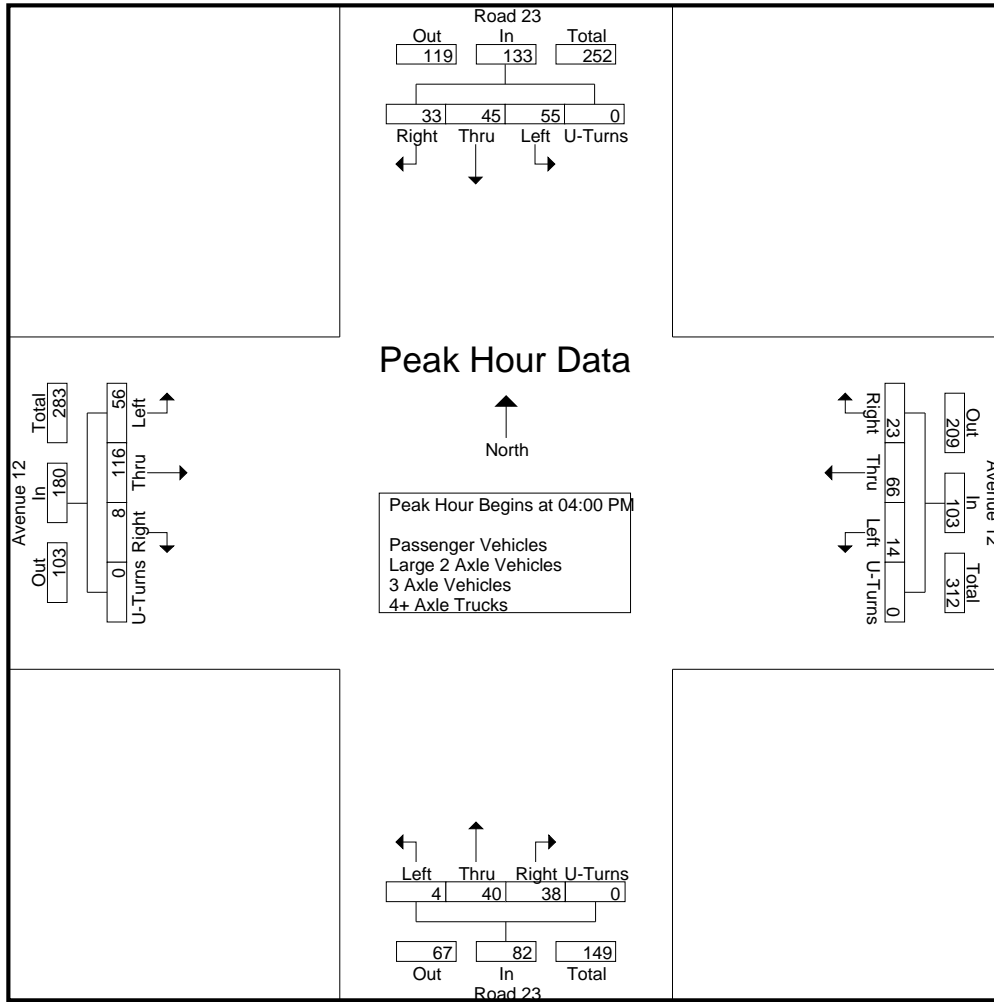 Road 23
Out In Total
119 133 252
33 45 55 0
Right Thru Left U-Turns
Peak Hour Data
North
Peak Hour Begins at 04:00 PM
Passenger Vehicles
Large 2 Axle Vehicles
3 Axle Vehicles
4+ Axle Trucks
Avenue 12
Total In Out
283 180 103
56 116 8 0
Left Thru Right U-Turns
Right Thru Left U-Turns
23 66 14 0
209 103 312
Out In Total
Avenue 12
Left Thru Right U-Turns
4 40 38 0
67 82 149
Out In Total
Road 23